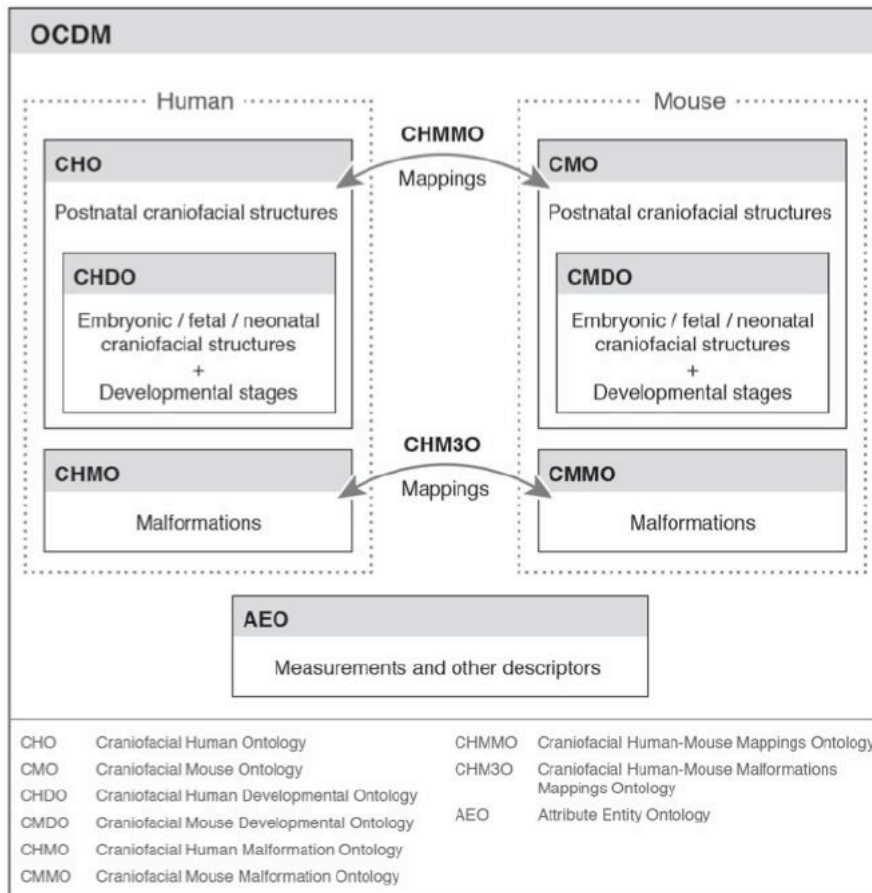 OCDM
Human
Mouse
CHMMO
Mappings
CHO
Postnatal craniofacial structures
CHDO
Embryonic / fetal / neonatal
craniofacial structures
+
Developmental stages
CMO
Postnatal craniofacial structures
CMDO
Embryonic / fetal / neonatal
craniofacial structures
+
Developmental stages
CHM3O
Mappings
CHMO
Malformations
CMMO
Malformations
AEO
Measurements and other descriptors
CHO Craniofacial Human Ontology
CMO Craniofacial Mouse Ontology
CHDO Craniofacial Human Developmental Ontology
CMDO Craniofacial Mouse Developmental Ontology
CHMO Craniofacial Human Malformation Ontology
CMMO Craniofacial Mouse Malformation Ontology
CHMMO Craniofacial Human-Mouse Mappings Ontology
CHM3O Craniofacial Human-Mouse Malformations
Mappings Ontology
AEO Attribute Entity Ontology